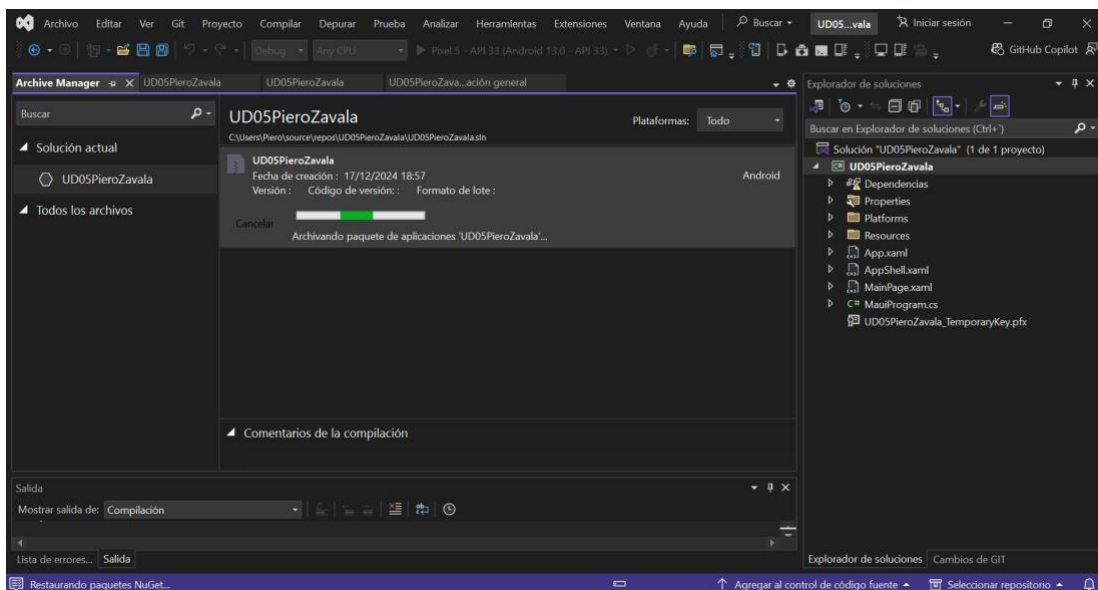 Archivo Editar Ver Git Proyecto Compilar Depurar Prueba Analizar Herramientas Extensiones Ventana Ayuda Buscar UD05...vala Iniciar sesión
Debug Any CPU Pixel 5 - API 33 (Android 13.0 - API 33) GitHub Copilot
Archive Manager UD05PieroZavala UD05PieroZavala UD05PieroZava...ación general
Buscar
Solución actual
UD05PieroZavala
Todos los archivos
UD05PieroZavala
C:\Users\Piero\source\repos\UD05PieroZavala\UD05PieroZavala.sln
Plataformas: Todo
UD05PieroZavala
Fecha de creación : 17/12/2024 18:57
Android
Versión : Código de versión: : Formato de lote :
Cancelar
Archivando paquete de aplicaciones 'UD05PieroZavala'...
Comentarios de la compilación
Explorador de soluciones
Buscar en Explorador de soluciones (Ctrl+`)
Solución "UD05PieroZavala" (1 de 1 proyecto)
UD05PieroZavala
Dependencias
Properties
Platforms
Resources
App.xaml
AppShell.xaml
MainPage.xaml
C# MauiProgram.cs
UD05PieroZavala_TemporaryKey.pfx
Salida
Mostrar salida de: Compilación
Lista de errores... Salida
Explorador de soluciones Cambios de GIT
Restaurando paquetes NuGet... Agregar al control de código fuente Seleccionar repositorio